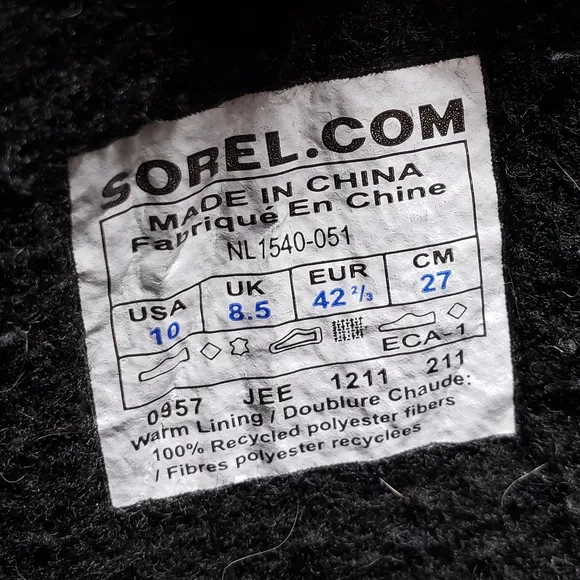 SOREL.COM
MADE IN CHINA
Fabriqué En Chine
NL1540-051
USA UK EUR CM
10 8.5 42 ²/₃ 27
ECA-1
0957 JEE 1211 211
Warm Lining / Doublure Chaude:
100% Recycled polyester fibers
/ Fibres polyester recyclées